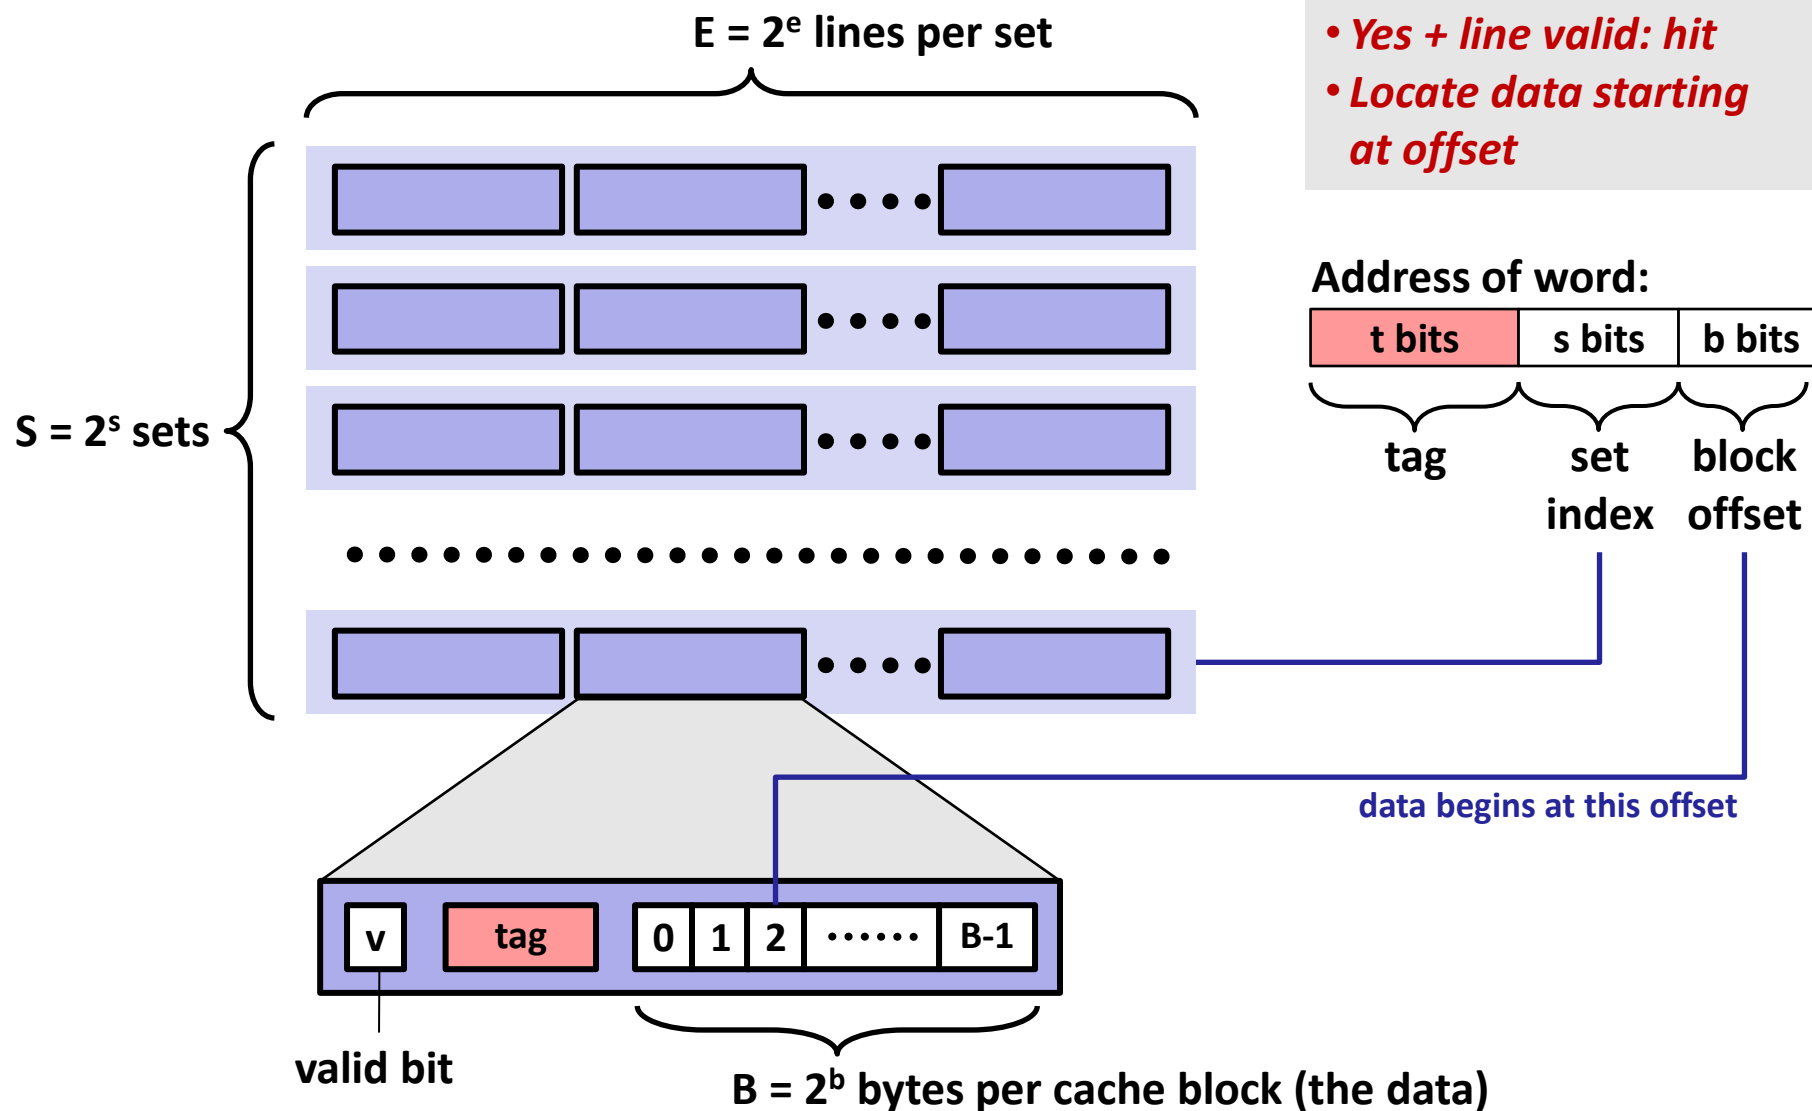 E = 2ᵉ lines per set
• Yes + line valid: hit
• Locate data starting
at offset
Address of word:
t bits s bits b bits
tag set block
index offset
S = 2ˢ sets
data begins at this offset
v tag 0 1 2 ······ B-1
valid bit
B = 2ᵇ bytes per cache block (the data)